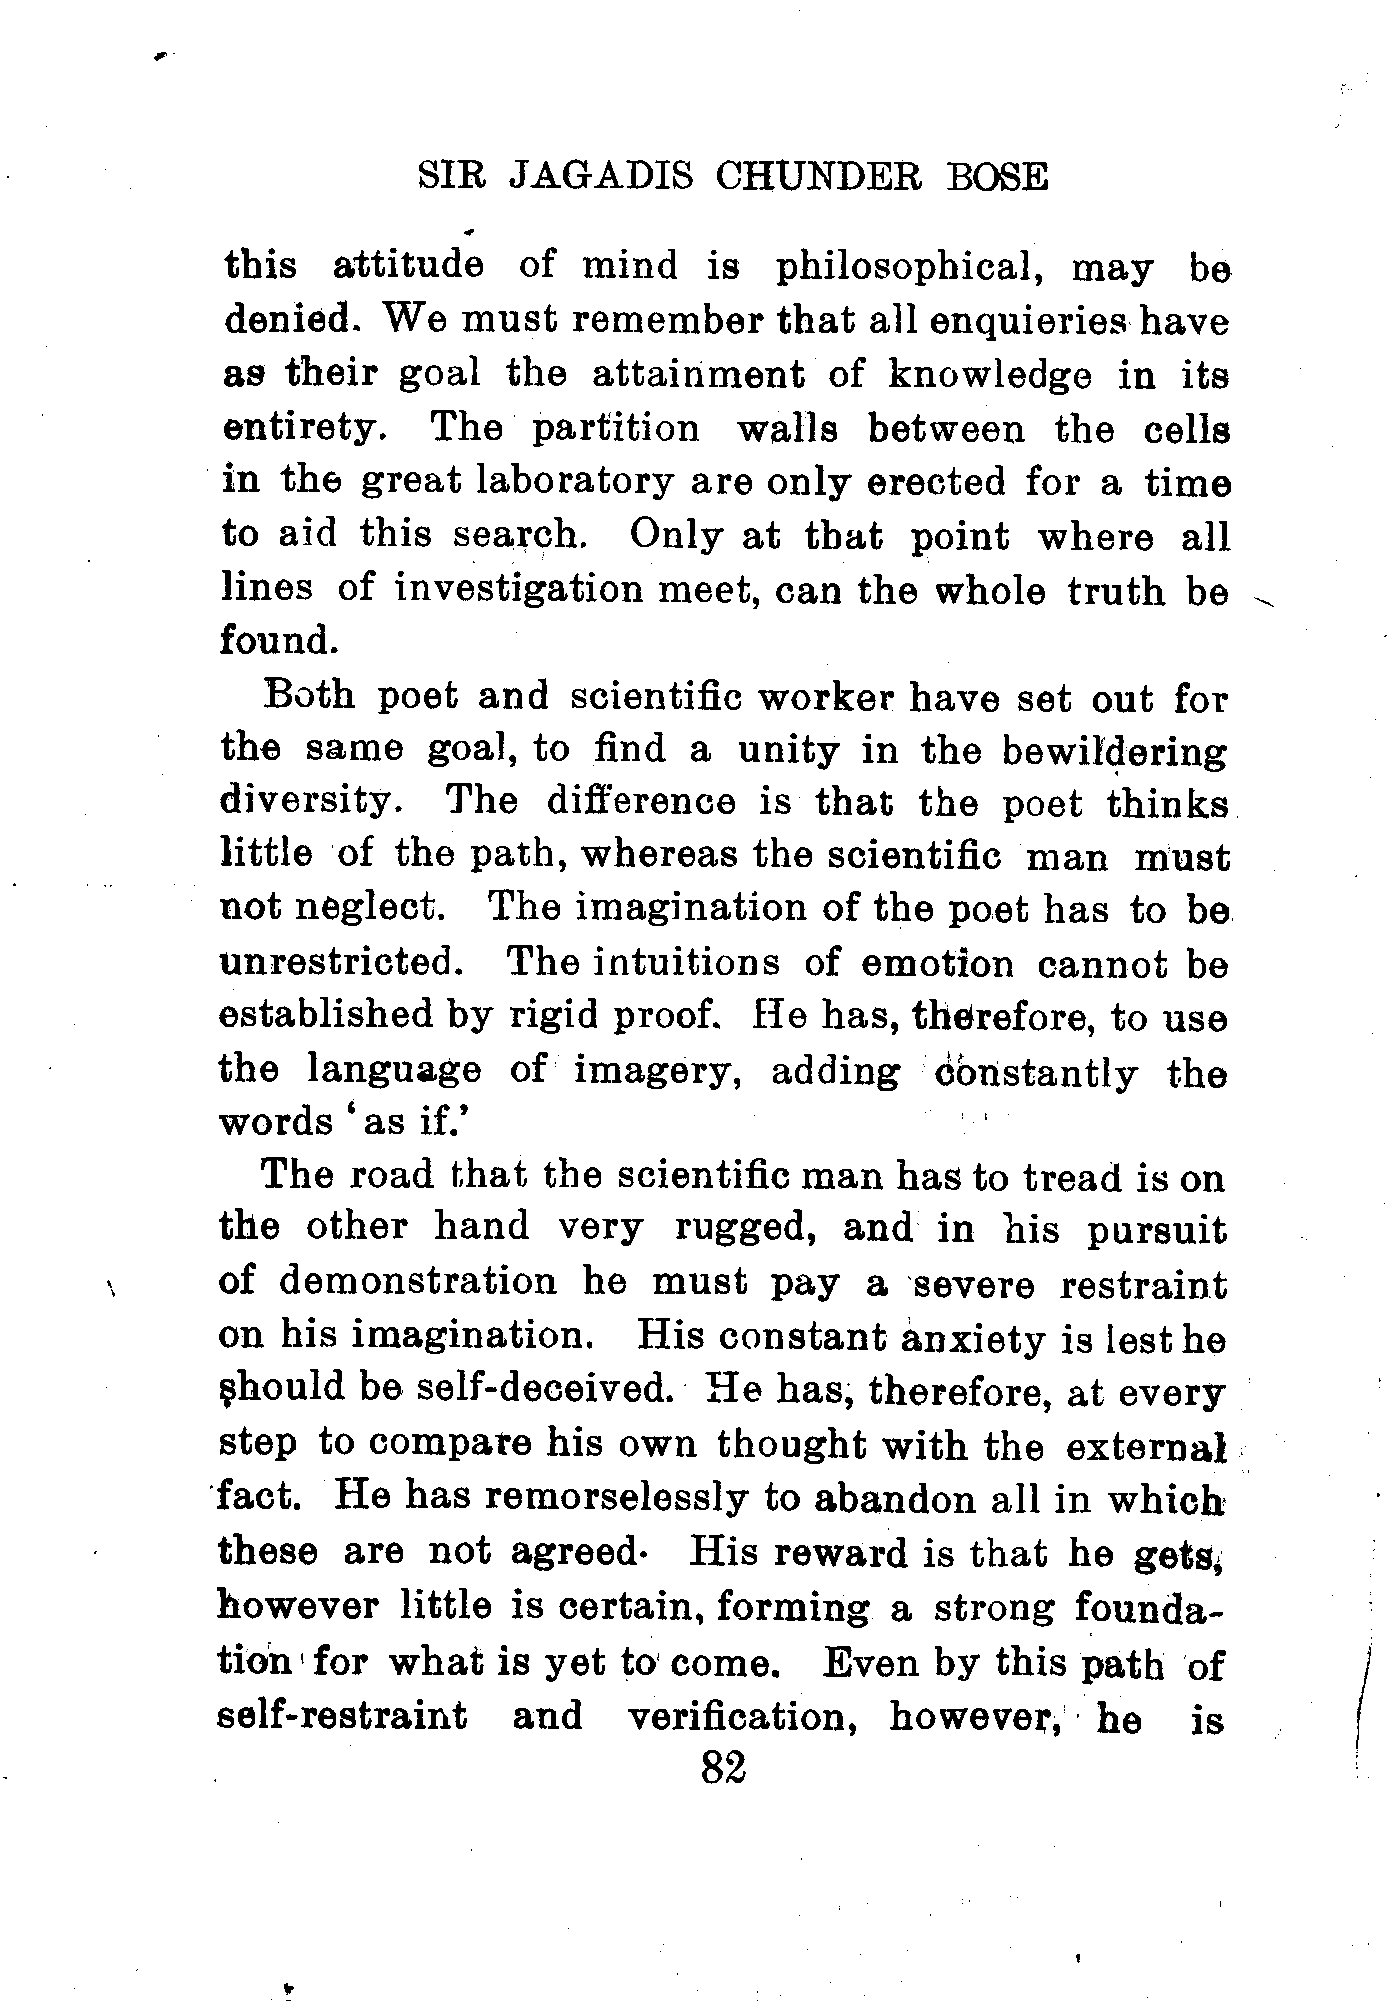 SIR JAGADIS CHUNDER BOSE
this attitude of mind is philosophical, may be
denied. We must remember that all enquieries have
as their goal the attainment of knowledge in its
entirety. The partition walls between the cells
in the great laboratory are only erected for a time
to aid this search. Only at that point where all
lines of investigation meet, can the whole truth be
found.
Both poet and scientific worker have set out for
the same goal, to find a unity in the bewildering
diversity. The difference is that the poet thinks
little of the path, whereas the scientific man must
not neglect. The imagination of the poet has to be
unrestricted. The intuitions of emotion cannot be
established by rigid proof. He has, therefore, to use
the language of imagery, adding constantly the
words ‘as if.’
The road that the scientific man has to tread is on
the other hand very rugged, and in his pursuit
of demonstration he must pay a severe restraint
on his imagination. His constant anxiety is lest he
should be self-deceived. He has, therefore, at every
step to compare his own thought with the external
fact. He has remorselessly to abandon all in which
these are not agreed. His reward is that he gets,
however little is certain, forming a strong founda-
tion for what is yet to come. Even by this path of
self-restraint and verification, however, he is
82